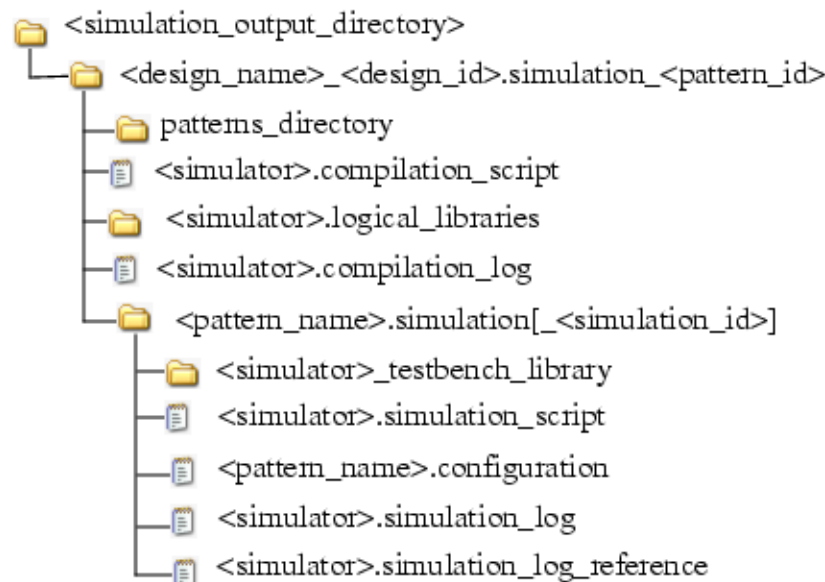 <simulation_output_directory>
<design_name>_<design_id>.simulation_<pattern_id>
patterns_directory
<simulator>.compilation_script
<simulator>.logical_libraries
<simulator>.compilation_log
<pattern_name>.simulation[_<simulation_id>]
<simulator>_testbench_library
<simulator>.simulation_script
<pattern_name>.configuration
<simulator>.simulation_log
<simulator>.simulation_log_reference